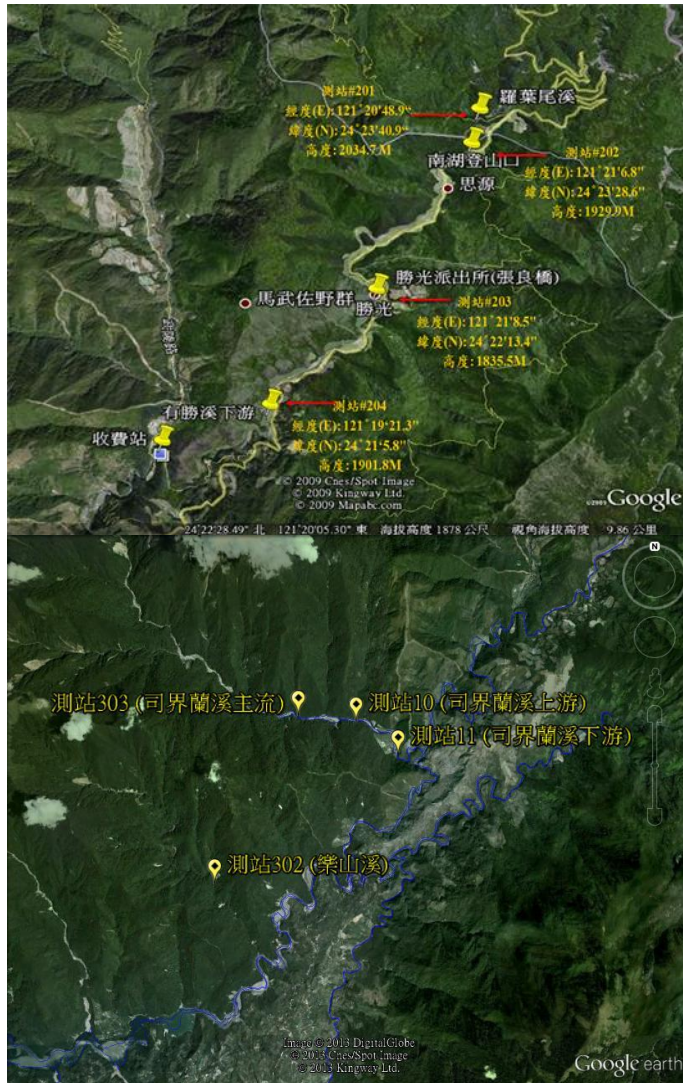 測站#201
經度(E): 121°20'48.9"
緯度(N): 24°23'40.9"
高度: 2034.7 M
羅葉尾溪
南湖登山口
測站#202
經度(E): 121°21'6.8"
緯度(N): 24°23'28.6"
高度: 1929.9M
思源
勝光派出所(張良橋)
勝光
馬武佐野群
測站#203
經度(E): 121°21'8.5"
緯度(N): 24°22'13.4"
高度: 1835.5M
武陵路
有勝溪下游
測站#204
經度(E): 121°19'21.3"
緯度(N): 24°21'5.8"
高度: 1901.8M
收費站
© 2009 Cnes/Spot Image
© 2009 Kingway Ltd.
© 2009 Mapabc.com
©2009 Google
24°22'28.49" 北 121°20'05.30" 東 海拔高度 1878 公尺 視角海拔高度 9.86 公里
N
測站303 (司界蘭溪主流)
測站10 (司界蘭溪上游)
測站11 (司界蘭溪下游)
測站302 (樂山溪)
Image © 2013 DigitalGlobe
© 2013 Cnes/Spot Image
© 2013 Kingway Ltd.
Google earth